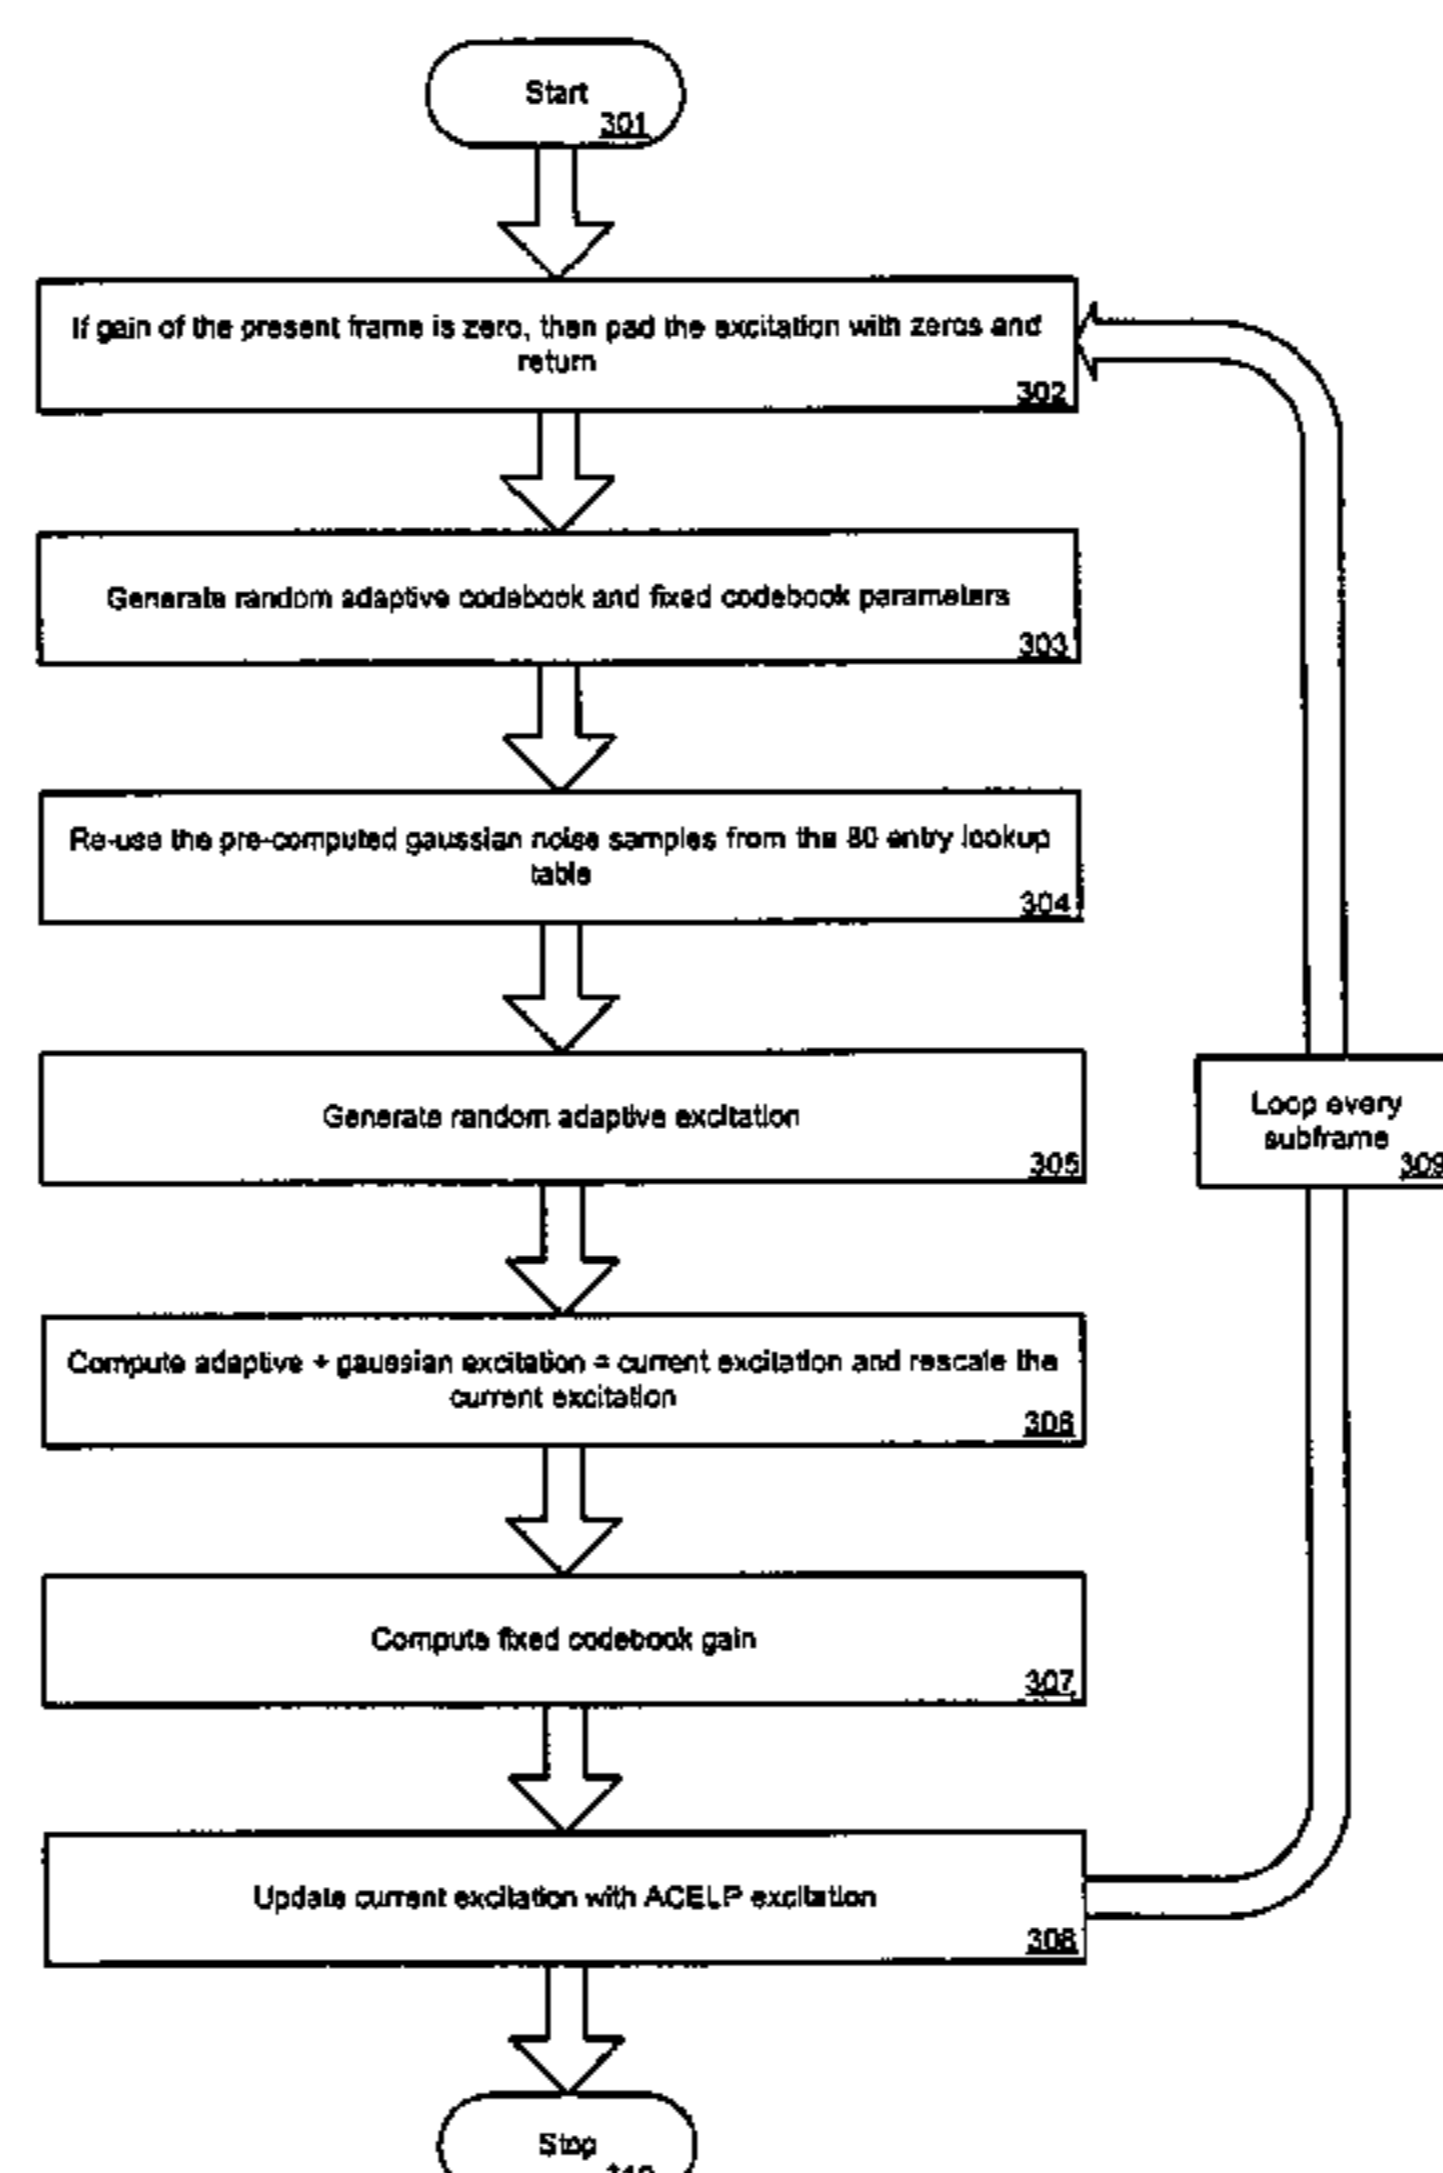 Start
301
If gain of the present frame is zero, then pad the excitation with zeros and
return
302
Generate random adaptive codebook and fixed codebook parameters
303
Re-use the pre-computed gaussian noise samples from the 80 entry lookup
table
304
Generate random adaptive excitation
305
Loop every
subframe
309
Compute adaptive + gaussian excitation = current excitation and rescale the
current excitation
306
Compute fixed codebook gain
307
Update current excitation with ACELP excitation
308
Stop